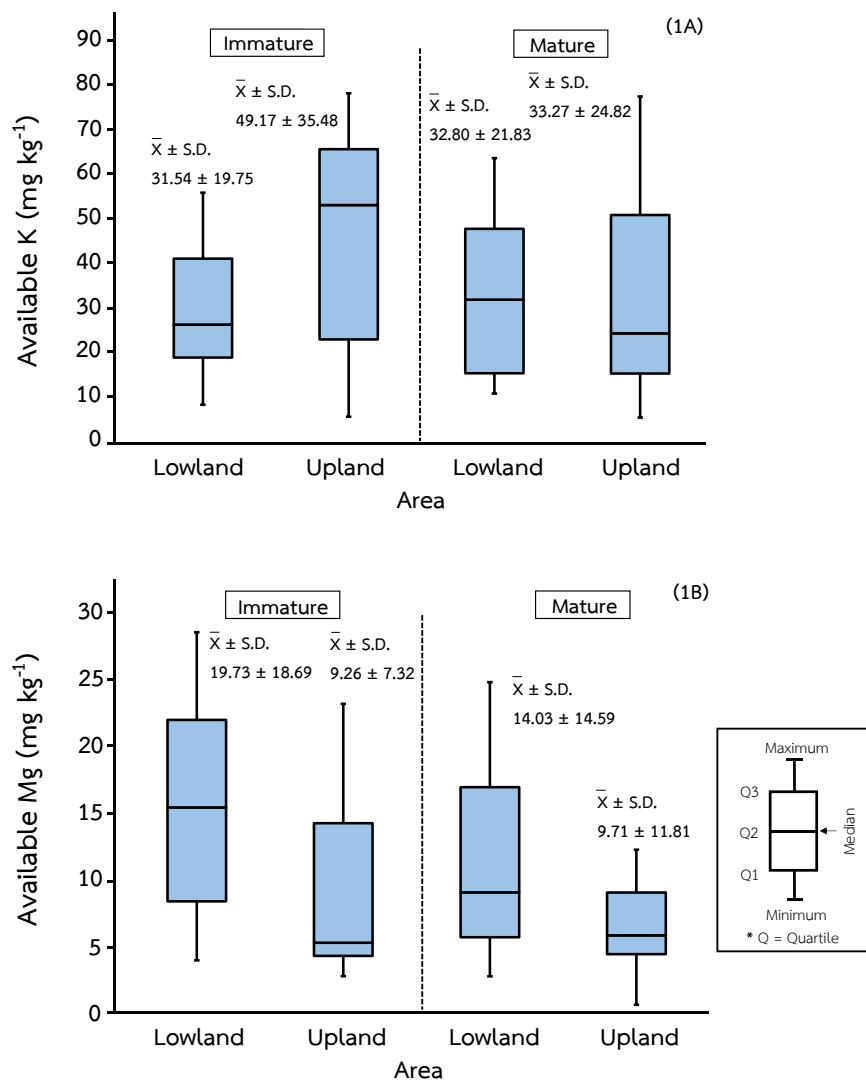 (1A)
Immature
Mature
90
80
70
60
50
40
30
20
10
0
Available K (mg kg⁻¹)
X̄ ± S.D.
31.54 ± 19.75
X̄ ± S.D.
49.17 ± 35.48
X̄ ± S.D.
32.80 ± 21.83
X̄ ± S.D.
33.27 ± 24.82
Lowland
Upland
Lowland
Upland
Area
(1B)
Immature
Mature
30
25
20
15
10
5
0
Available Mg (mg kg⁻¹)
X̄ ± S.D.
19.73 ± 18.69
X̄ ± S.D.
9.26 ± 7.32
X̄ ± S.D.
14.03 ± 14.59
X̄ ± S.D.
9.71 ± 11.81
Lowland
Upland
Lowland
Upland
Area
Maximum
Q3
Q2
Q1
Median
Minimum
* Q = Quartile